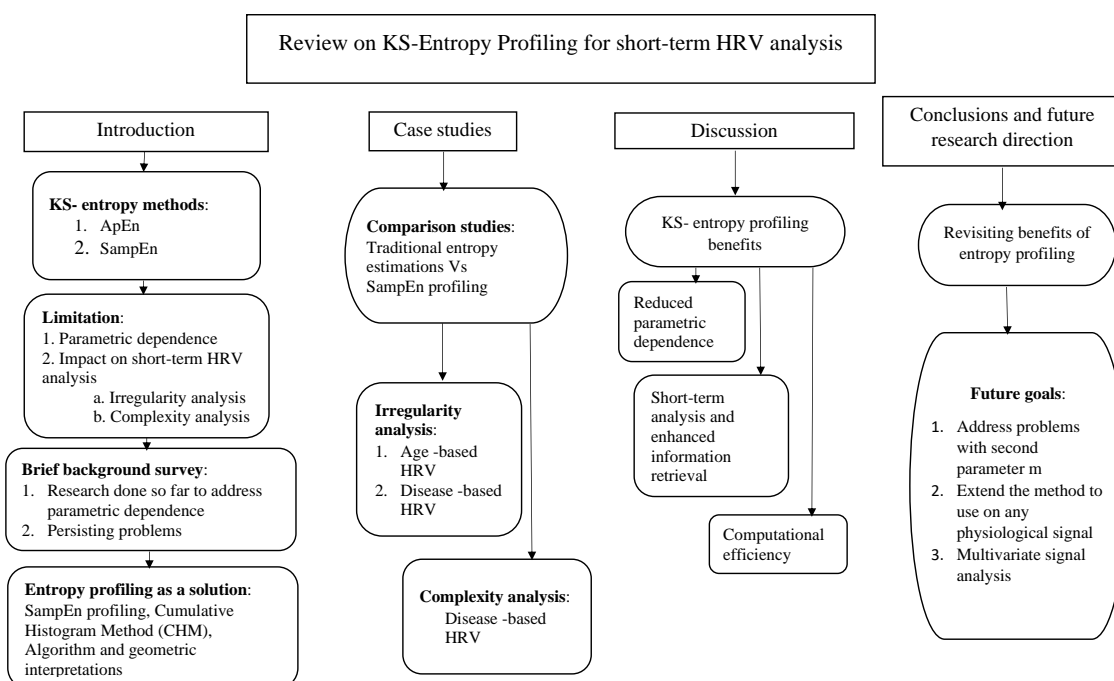 Review on KS-Entropy Profiling for short-term HRV analysis
Introduction
KS- entropy methods:
1. ApEn
2. SampEn
Limitation:
1. Parametric dependence
2. Impact on short-term HRV
analysis
a. Irregularity analysis
b. Complexity analysis
Brief background survey:
1. Research done so far to address
parametric dependence
2. Persisting problems
Entropy profiling as a solution:
SampEn profiling, Cumulative
Histogram Method (CHM),
Algorithm and geometric
interpretations
Case studies
Comparison studies:
Traditional entropy
estimations Vs
SampEn profiling
Irregularity
analysis:
1. Age -based
HRV
2. Disease -based
HRV
Complexity analysis:
Disease -based
HRV
Discussion
KS- entropy profiling
benefits
Reduced
parametric
dependence
Short-term
analysis and
enhanced
information
retrieval
Computational
efficiency
Conclusions and future
research direction
Revisiting benefits of
entropy profiling
Future goals:
1. Address problems
with second
parameter m
2. Extend the method to
use on any
physiological signal
3. Multivariate signal
analysis